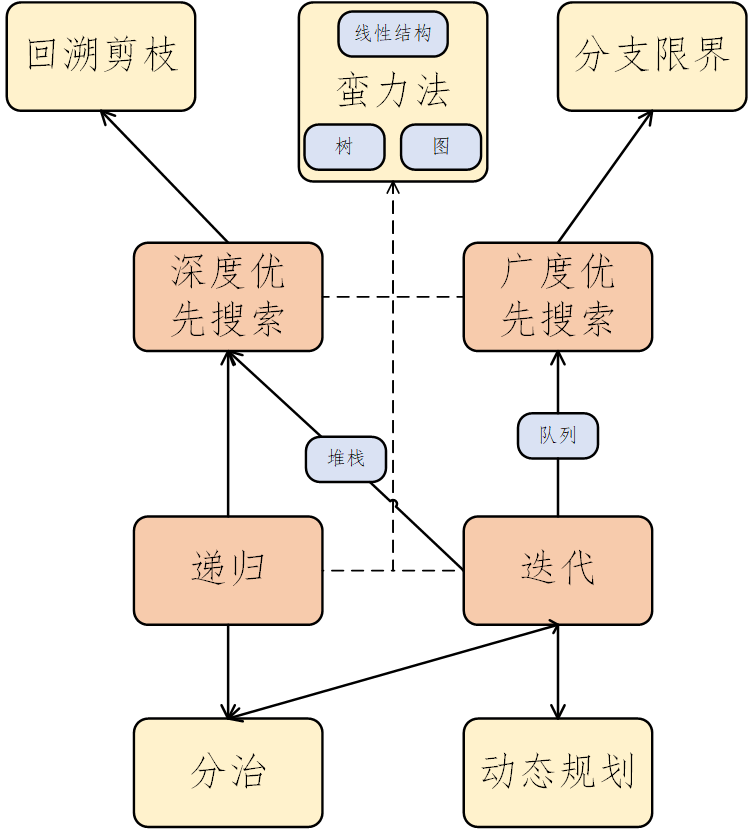 回溯剪枝
线性结构
蛮力法
树
图
分支限界
深度优
先搜索
广度优
先搜索
堆栈
队列
递归
迭代
分治
动态规划